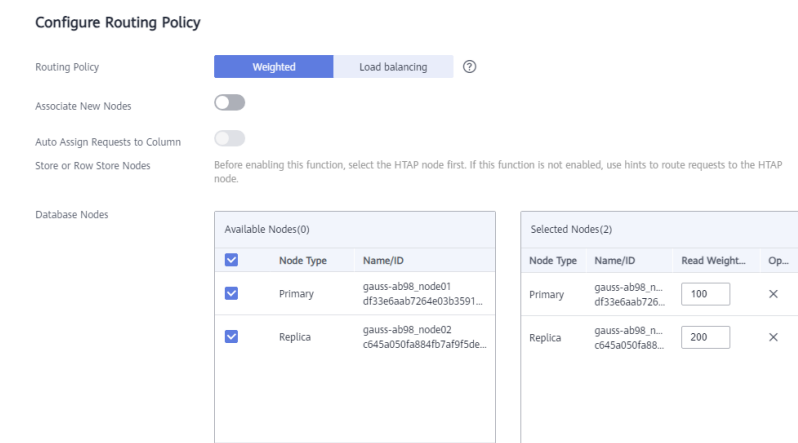 Configure Routing Policy
Routing Policy
Weighted
Load balancing
?
Associate New Nodes
Auto Assign Requests to Column
Store or Row Store Nodes
Before enabling this function, select the HTAP node first. If this function is not enabled, use hints to route requests to the HTAP
node.
Database Nodes
Available Nodes(0)
Node Type Name/ID
Primary
gauss-ab98_node01
df33e6aab7264e03b3591...
Replica
gauss-ab98_node02
c645a050fa884fb7af9f5de...
Selected Nodes(2)
Node Type Name/ID Read Weight... Op...
Primary
gauss-ab98_n...
df33e6aab726...
100
Replica
gauss-ab98_n...
c645a050fa88...
200